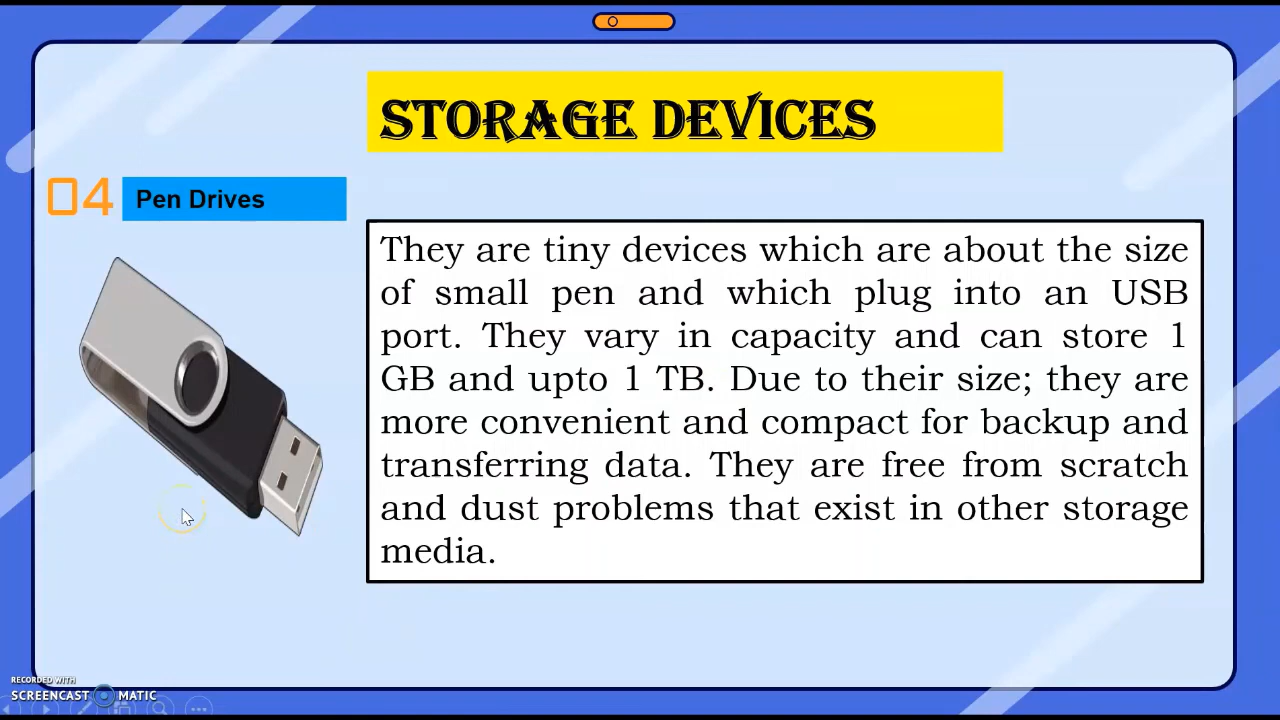 STORAGE DEVICES
04
Pen Drives
They are tiny devices which are about the size
of small pen and which plug into an USB
port. They vary in capacity and can store 1
GB and upto 1 TB. Due to their size; they are
more convenient and compact for backup and
transferring data. They are free from scratch
and dust problems that exist in other storage
media.
RECORDED WITH
SCREENCAST MATIC